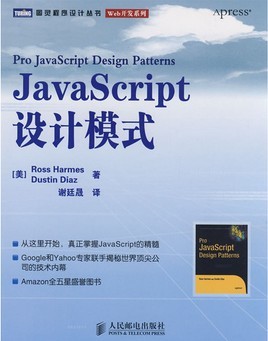 TURING 图灵程序设计丛书 Web开发系列
Apress®
Pro JavaScript Design Patterns
JavaScript
设计模式
[美] Ross Harmes 著
Dustin Diaz
谢廷晟 译
Pro
JavaScript
Design Patterns
从这里开始，真正掌握JavaScript的精髓
Google和Yahoo专家联手揭秘世界顶尖公
司的技术内幕
Amazon全五星盛誉图书
人民邮电出版社